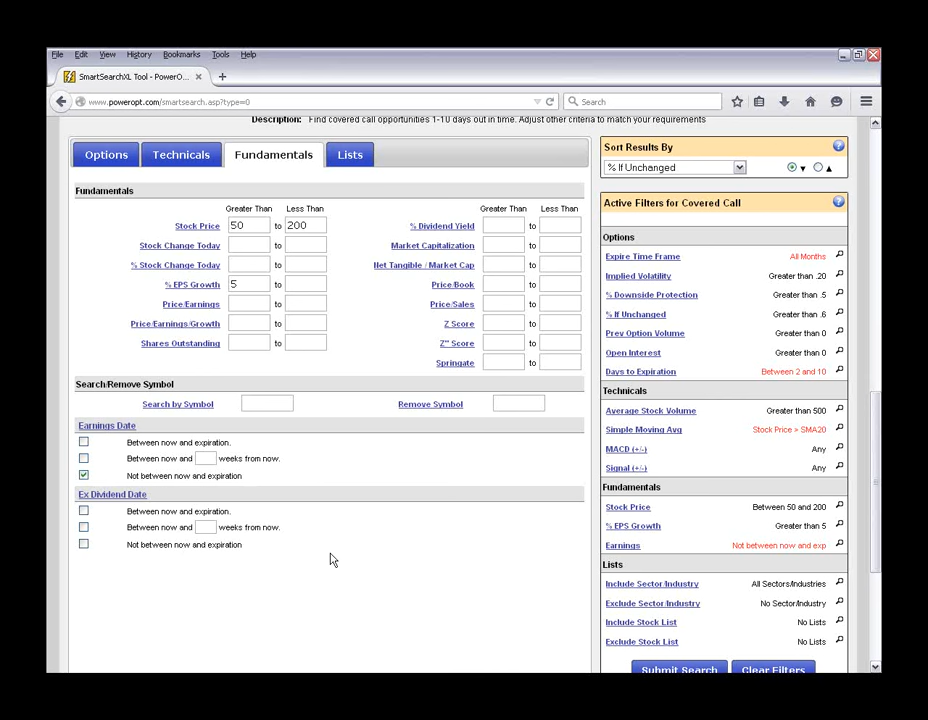 File Edit View History Bookmarks Tools Help
SmartSearchXL Tool - PowerO... × +
www.poweropt.com/smartsearch.asp?type=0 Search
Description: Find covered call opportunities 1-10 days out in time. Adjust other criteria to match your requirements
Options Technicals Fundamentals Lists
Fundamentals
Greater Than Less Than Greater Than Less Than
Stock Price 50 to 200 % Dividend Yield to
Stock Change Today to Market Capitalization to
% Stock Change Today to Net Tangible / Market Cap to
% EPS Growth 5 to Price/Book to
Price/Earnings to Price/Sales to
Price/Earnings/Growth to Z Score to
Shares Outstanding to Z" Score to
Springate to
Search/Remove Symbol
Search by Symbol Remove Symbol
Earnings Date
Between now and expiration.
Between now and weeks from now.
Not between now and expiration
Ex Dividend Date
Between now and expiration.
Between now and weeks from now.
Not between now and expiration
Sort Results By ?
% If Unchanged ▼ ▲
Active Filters for Covered Call ?
Options
Expire Time Frame All Months
Implied Volatility Greater than .20
% Downside Protection Greater than .5
% If Unchanged Greater than .6
Prev Option Volume Greater than 0
Open Interest Greater than 0
Days to Expiration Between 2 and 10
Technicals
Average Stock Volume Greater than 500
Simple Moving Avg Stock Price > SMA20
MACD (+/-) Any
Signal (+/-) Any
Fundamentals
Stock Price Between 50 and 200
% EPS Growth Greater than 5
Earnings Not between now and exp
Lists
Include Sector/Industry All Sectors/Industries
Exclude Sector/Industry No Sector/Industry
Include Stock List No Lists
Exclude Stock List No Lists
Submit Search Clear Filters